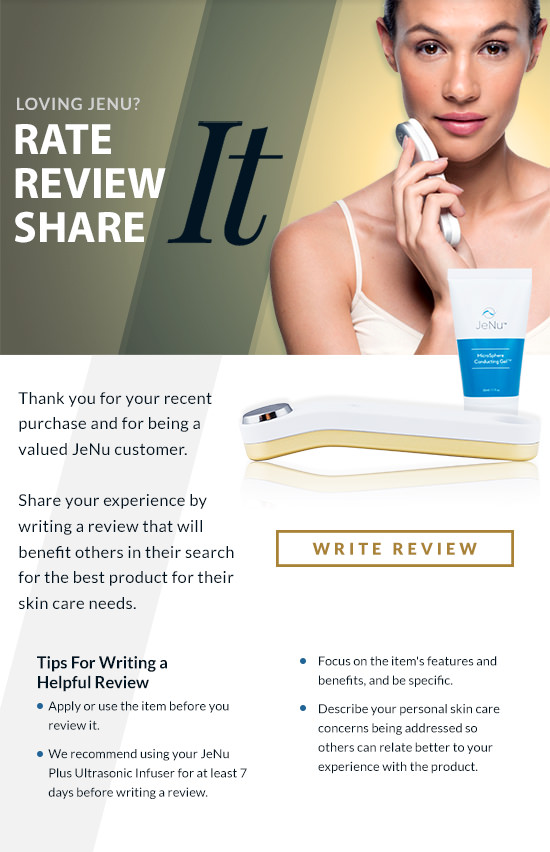 LOVING JENU?
RATE
REVIEW
SHARE
It
JeNu™
MicroSphere
Conducting Gel™
Thank you for your recent
purchase and for being a
valued JeNu customer.
Share your experience by
writing a review that will
benefit others in their search
for the best product for their
skin care needs.
WRITE REVIEW
Tips For Writing a
Helpful Review
• Apply or use the item before you
review it.
• We recommend using your JeNu
Plus Ultrasonic Infuser for at least 7
days before writing a review.
• Focus on the item's features and
benefits, and be specific.
• Describe your personal skin care
concerns being addressed so
others can relate better to your
experience with the product.